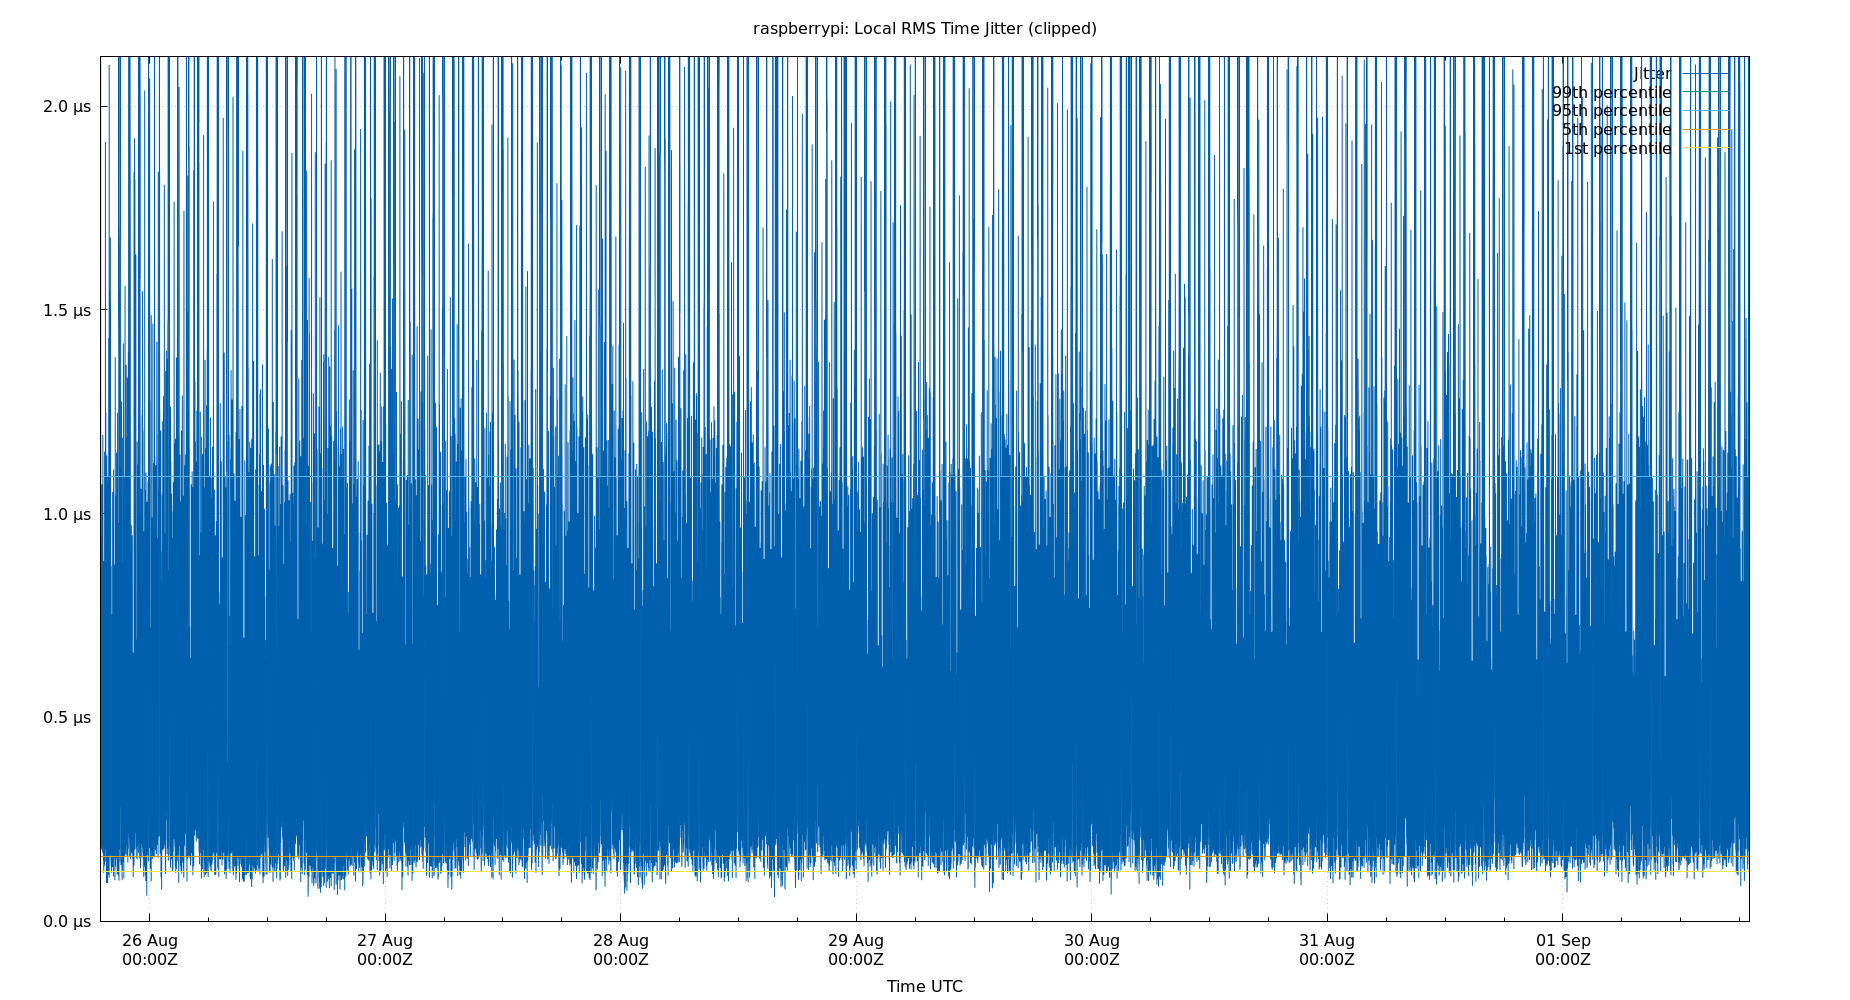 raspberrypi: Local RMS Time Jitter (clipped)
Jitter
99th percentile
95th percentile
5th percentile
1st percentile
2.0 µs
1.5 µs
1.0 µs
0.5 µs
0.0 µs
26 Aug
00:00Z
27 Aug
00:00Z
28 Aug
00:00Z
29 Aug
00:00Z
30 Aug
00:00Z
31 Aug
00:00Z
01 Sep
00:00Z
Time UTC